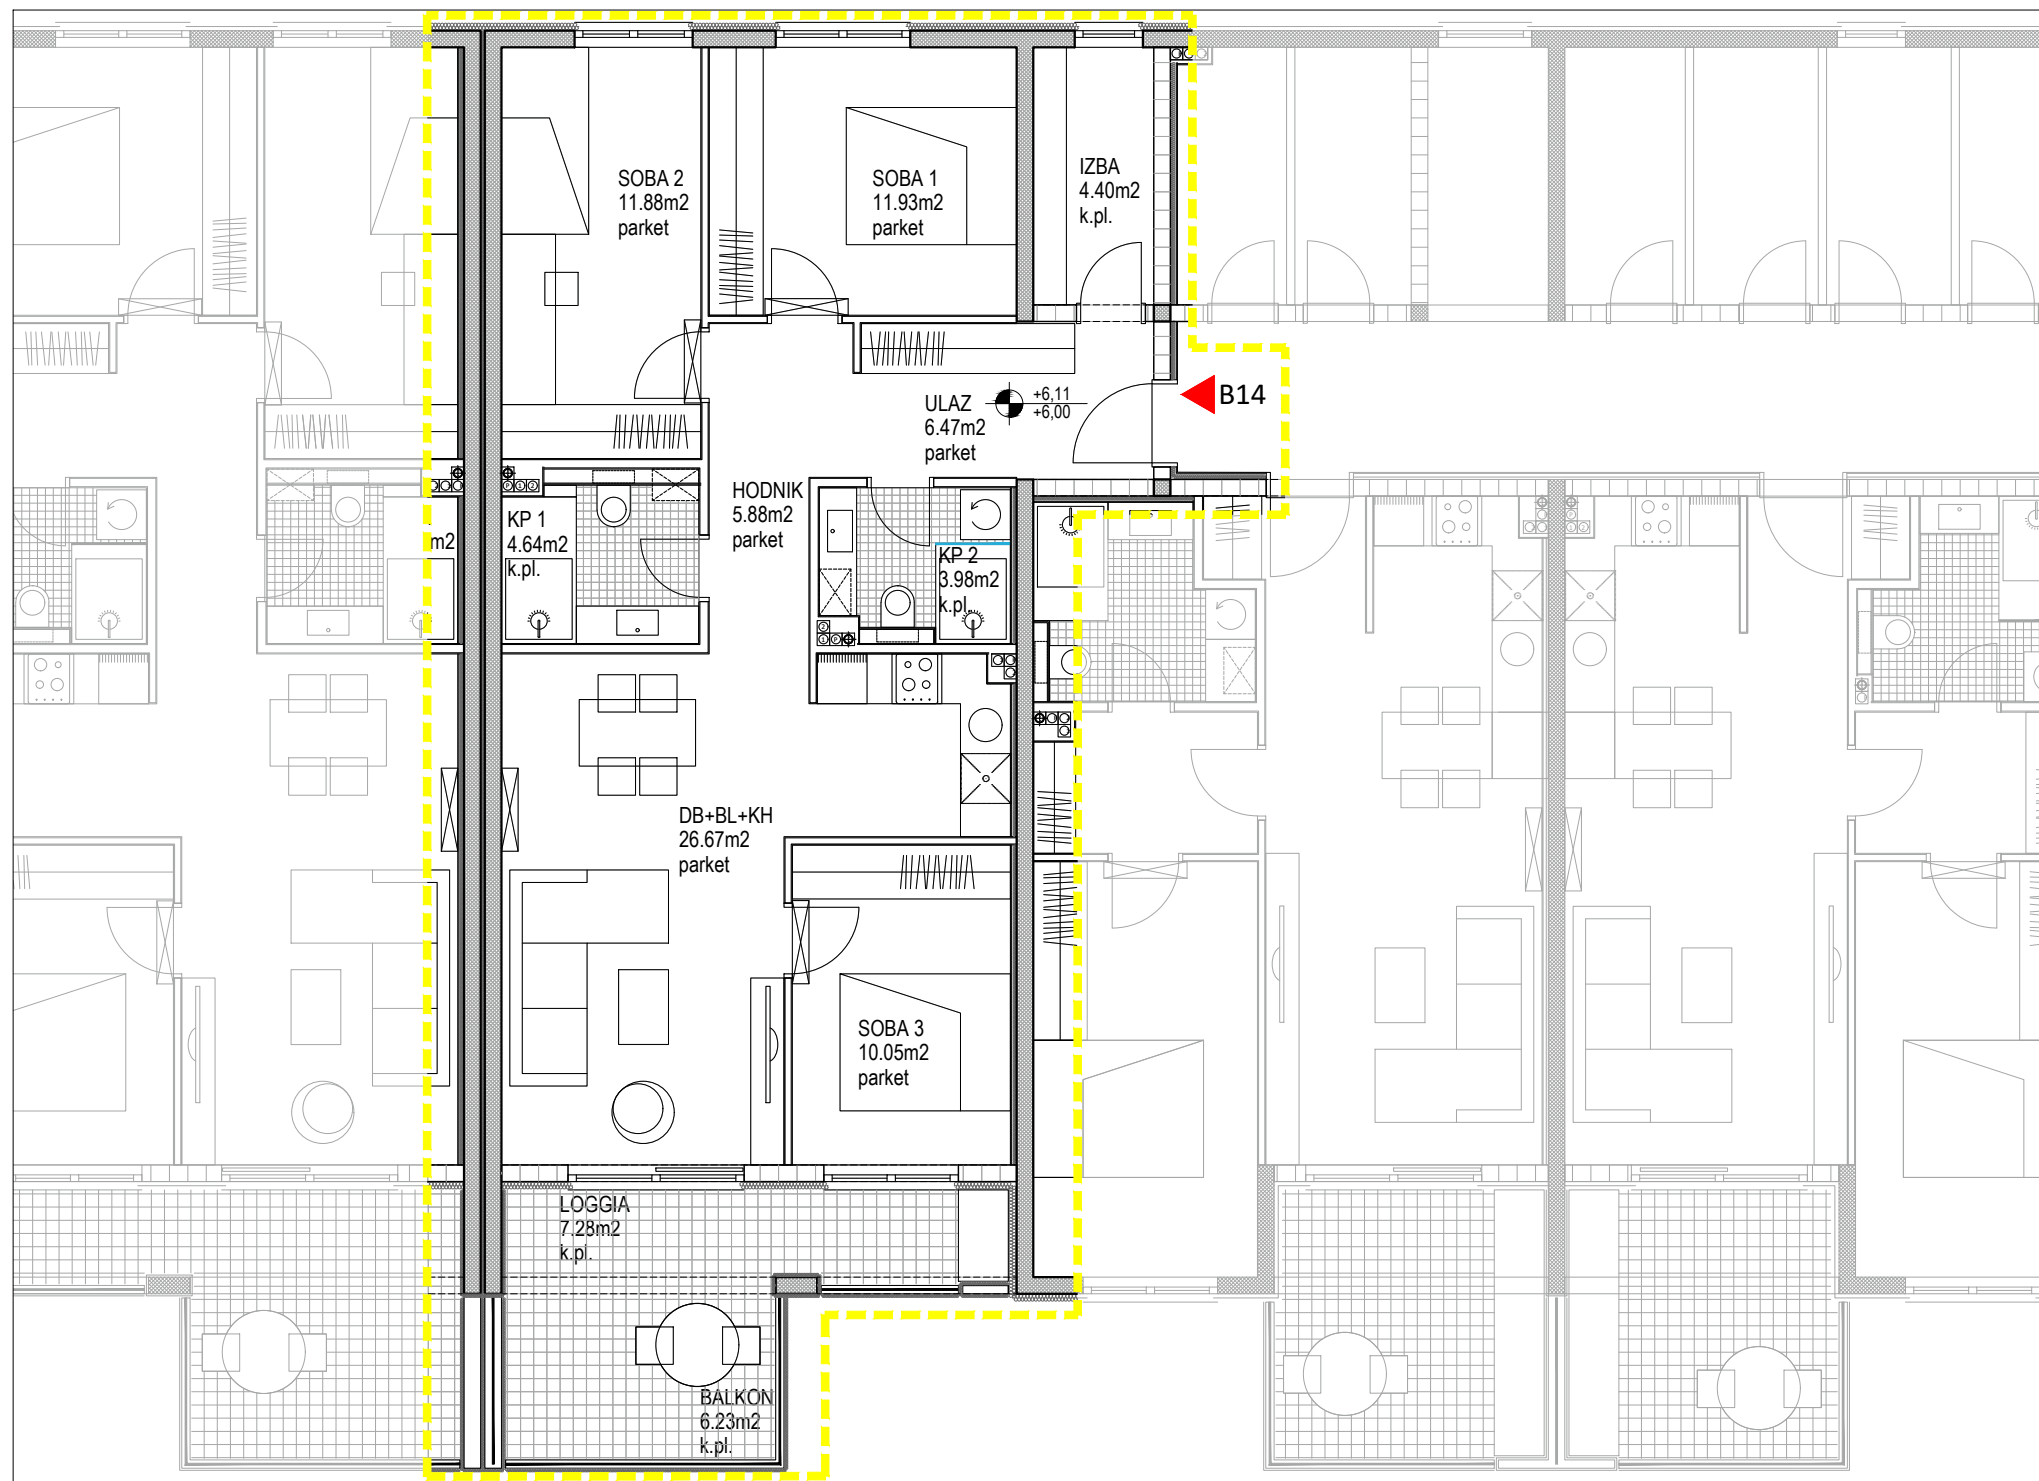 SOBA 2
11.88m2
parket
SOBA 1
11.93m2
parket
IZBA
4.40m2
k.pl.
ULAZ
6.47m2
parket
+6,11
+6,00
B14
HODNIK
5.88m2
parket
KP 1
4.64m2
k.pl.
m2
KP 2
3.98m2
k.pl.
DB+BL+KH
26.67m2
parket
SOBA 3
10.05m2
parket
LOGGIA
7.28m2
k.pl.
BALKON
6.23m2
k.pl.